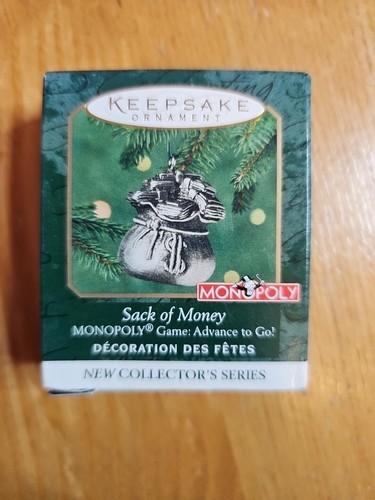 KEEPSAKE
ORNAMENT
MONOPOLY
Sack of Money
MONOPOLY® Game: Advance to Go!
DÉCORATION DES FÊTES
NEW COLLECTOR'S SERIES